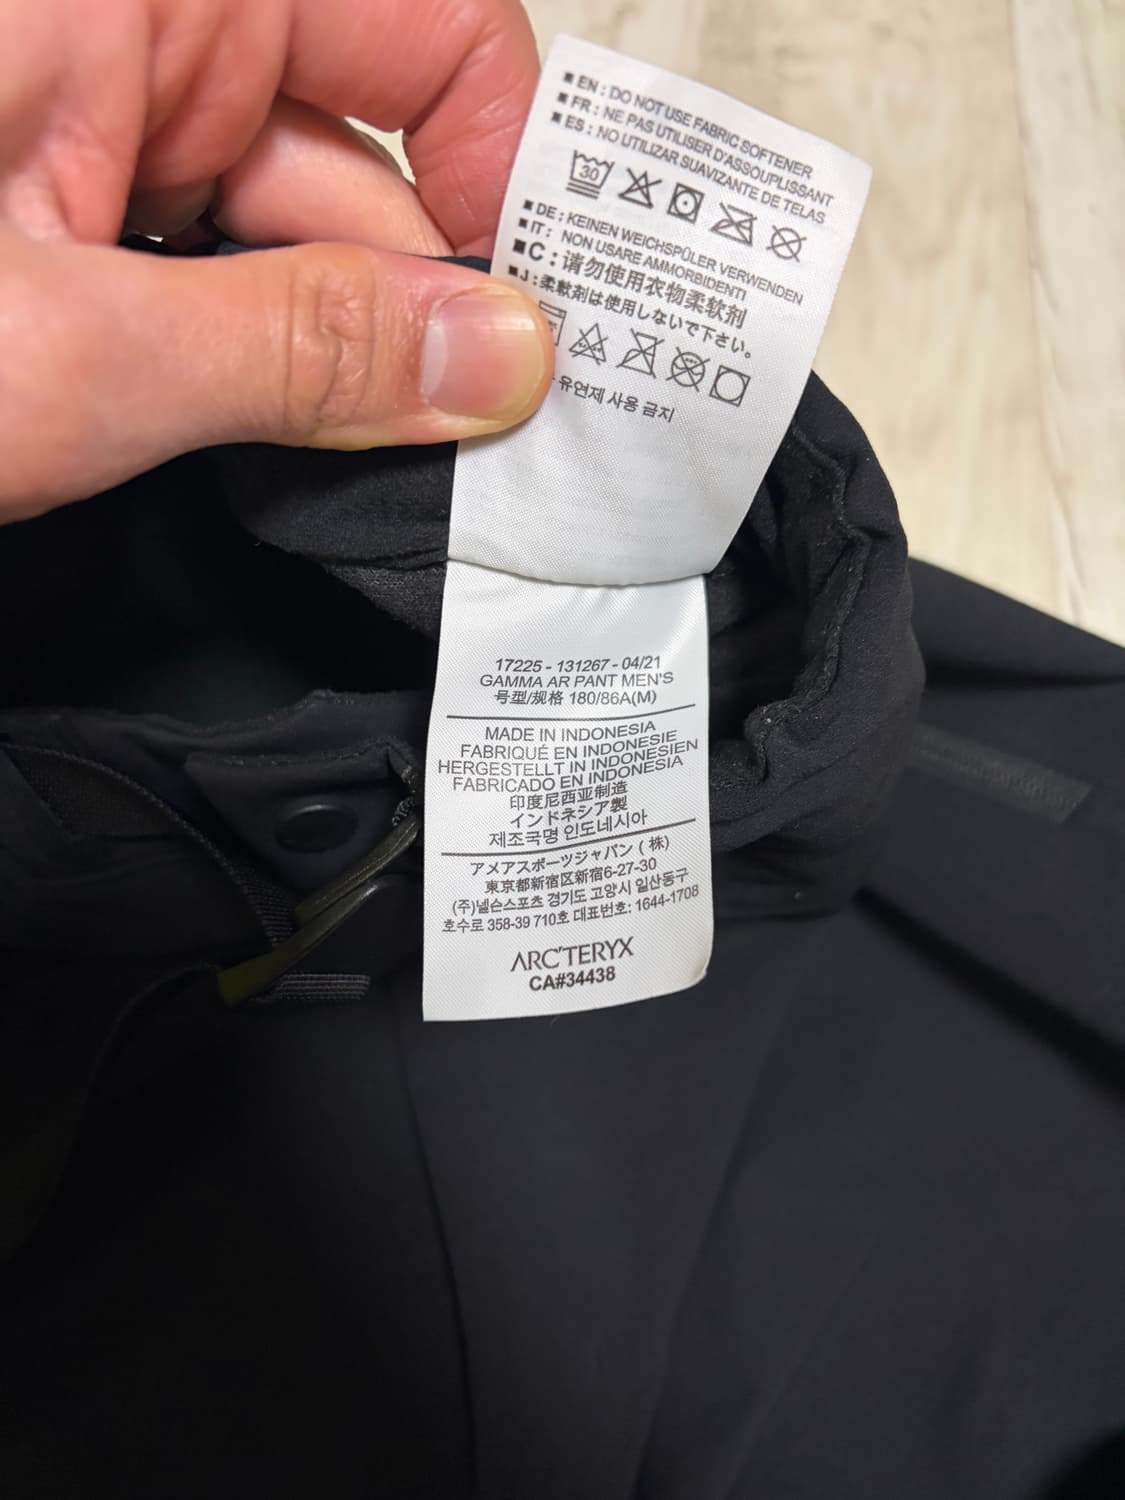 ■ EN : DO NOT USE FABRIC SOFTENER
■ FR : NE PAS UTILISER D'ASSOUPLISSANT
■ ES : NO UTILIZAR SUAVIZANTE DE TELAS
30
■ DE : KEINEN WEICHSPÜLER VERWENDEN
■ IT : NON USARE AMMORBIDENTI
■ C : 请勿使用衣物柔软剂
■ J : 柔軟剤は使用しないで下さい。
유연제 사용 금지
17225 - 131267 - 04/21
GAMMA AR PANT MEN'S
号型/规格 180/86A(M)
MADE IN INDONESIA
FABRIQUÉ EN INDONESIE
HERGESTELLT IN INDONESIEN
FABRICADO EN INDONESIA
印度尼西亚制造
インドネシア製
제조국명 인도네시아
アメアスポーツジャパン ( 株)
東京都新宿区新宿6-27-30
(주)넬슨스포츠 경기도 고양시 일산동구
호수로 358-39 710호 대표번호: 1644-1708
ARC'TERYX
CA#34438